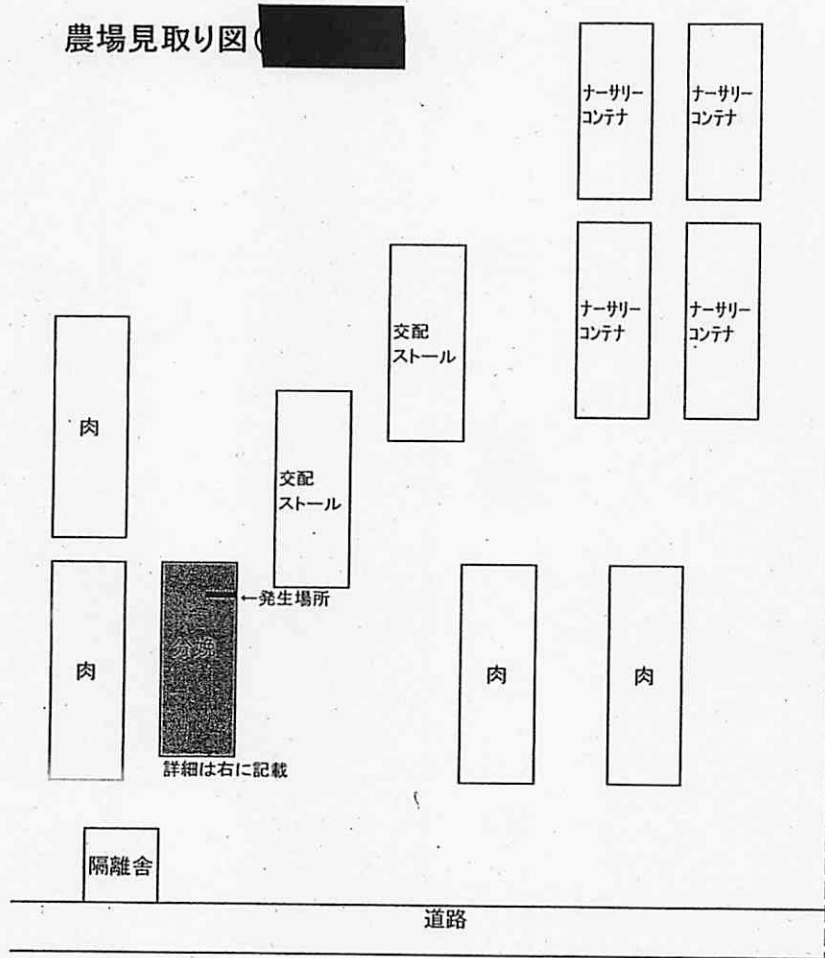 農場見取り図(
ナーサリー
コンテナ
ナーサリー
コンテナ
ナーサリー
コンテナ
ナーサリー
コンテナ
交配
ストール
肉
交配
ストール
←発生場所
分娩
肉
肉
肉
詳細は右に記載
隔離舎
道路